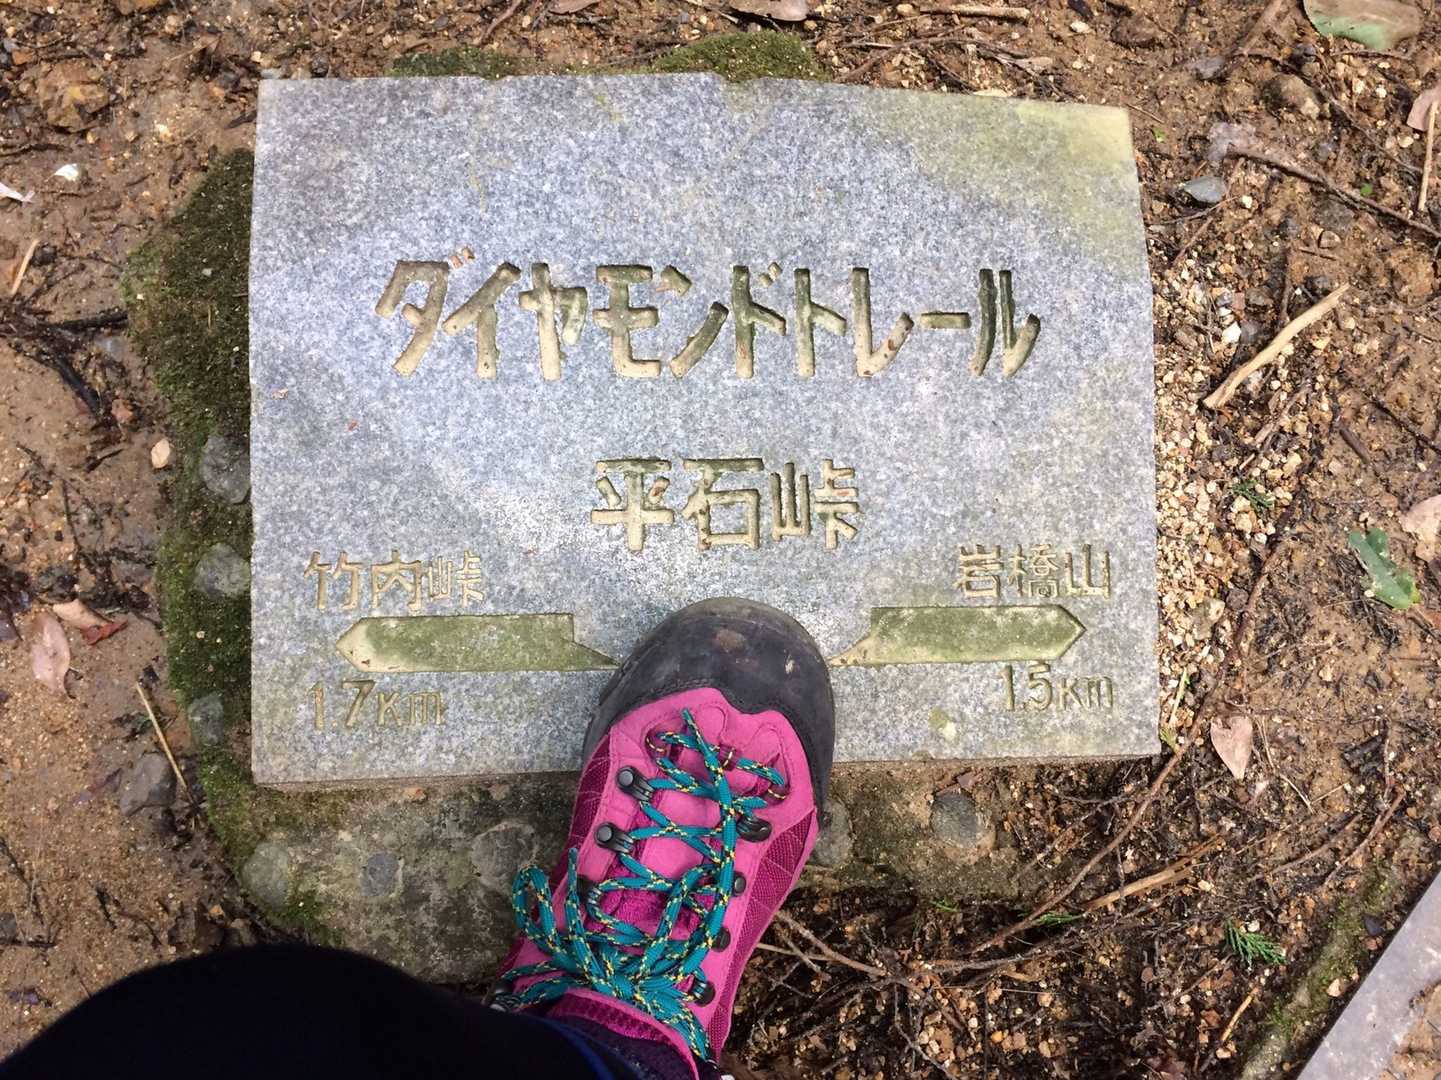 ダイヤモンドトレール
平石峠
竹内峠
岩橋山
1.7Km
1.5Km